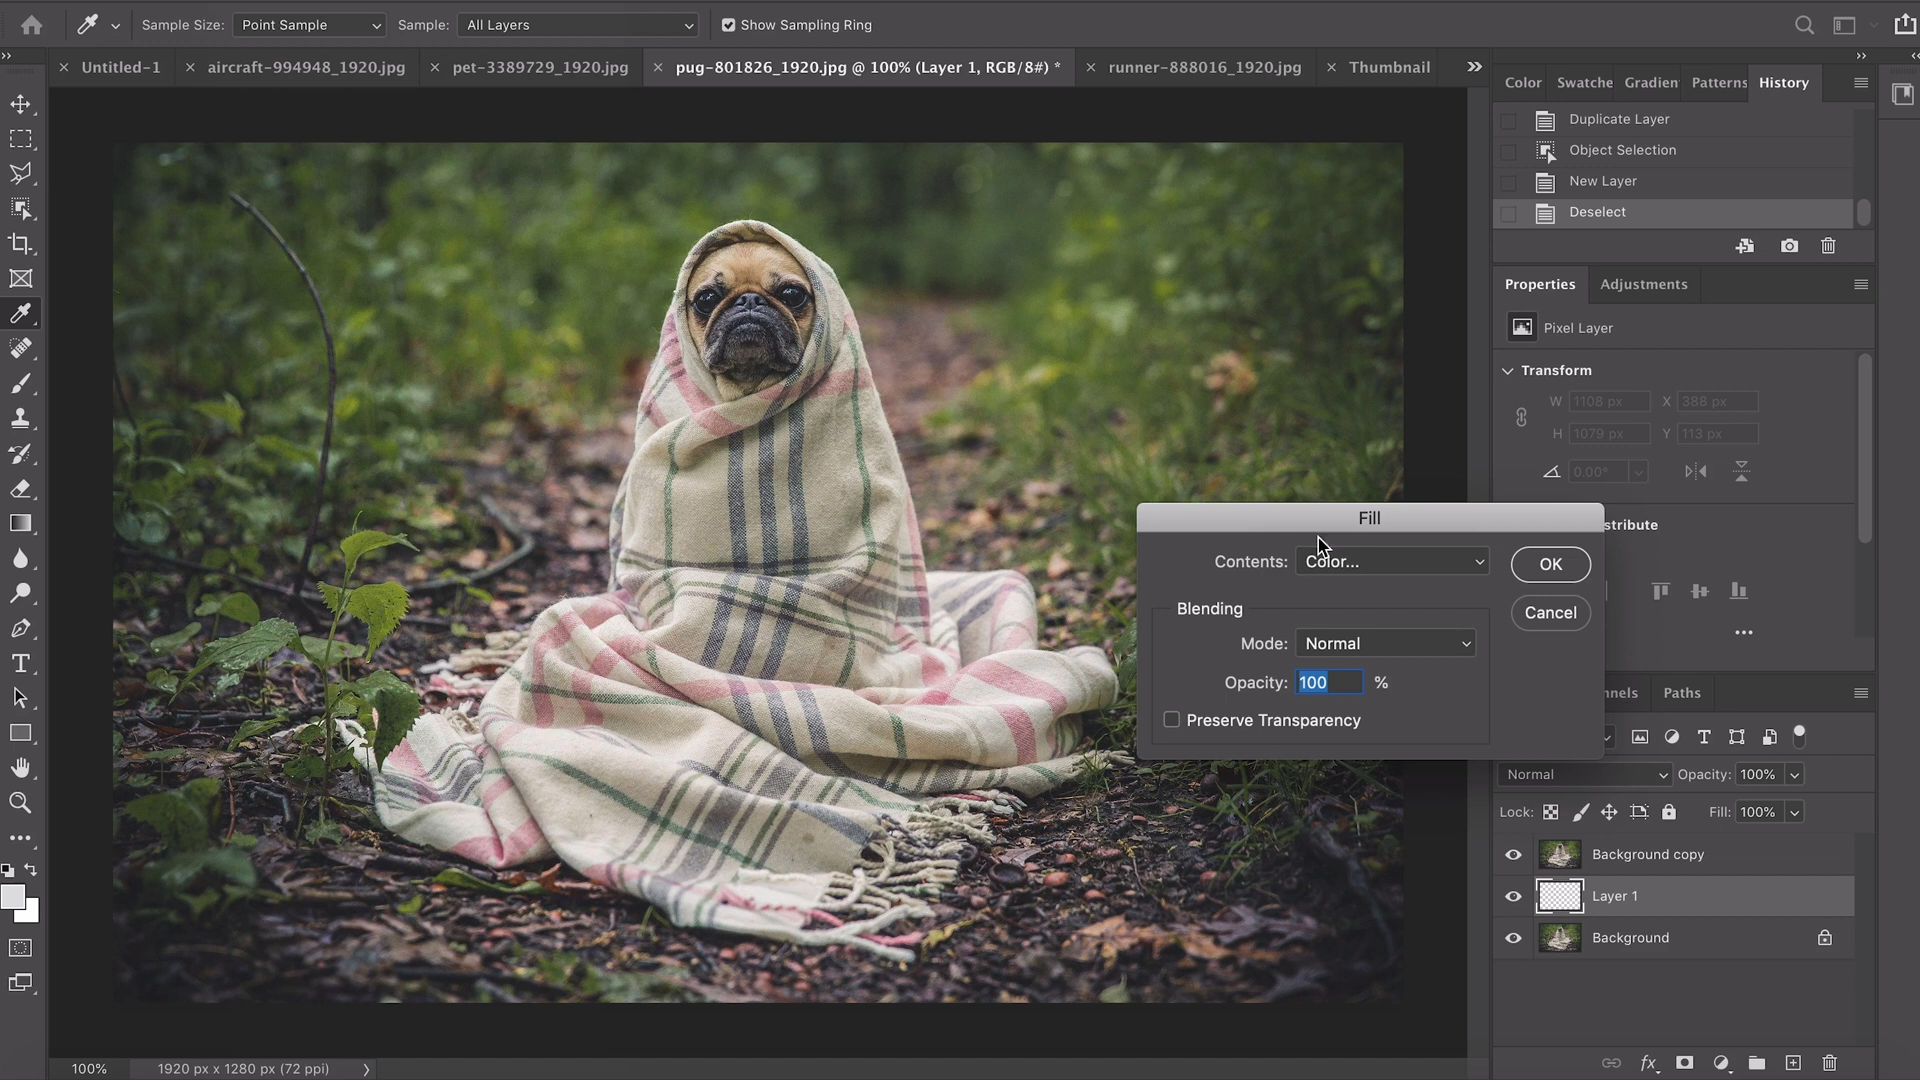 Sample Size: Point Sample Sample: All Layers Show Sampling Ring
Untitled-1 aircraft-994948_1920.jpg pet-3389729_1920.jpg pug-801826_1920.jpg @ 100% (Layer 1, RGB/8#) * runner-888016_1920.jpg Thumbnail
Color Swatche Gradien Patterns History
Duplicate Layer
Object Selection
New Layer
Deselect
Properties Adjustments
Pixel Layer
Transform
W 1108 px X 388 px
H 1079 px Y 113 px
0.00°
Fill
stribute
Contents: Color... OK
Blending Cancel
Mode: Normal
Opacity: 100 %
Preserve Transparency
nnels Paths
Normal Opacity: 100%
Lock: Fill: 100%
Background copy
Layer 1
Background
100% 1920 px x 1280 px (72 ppi)